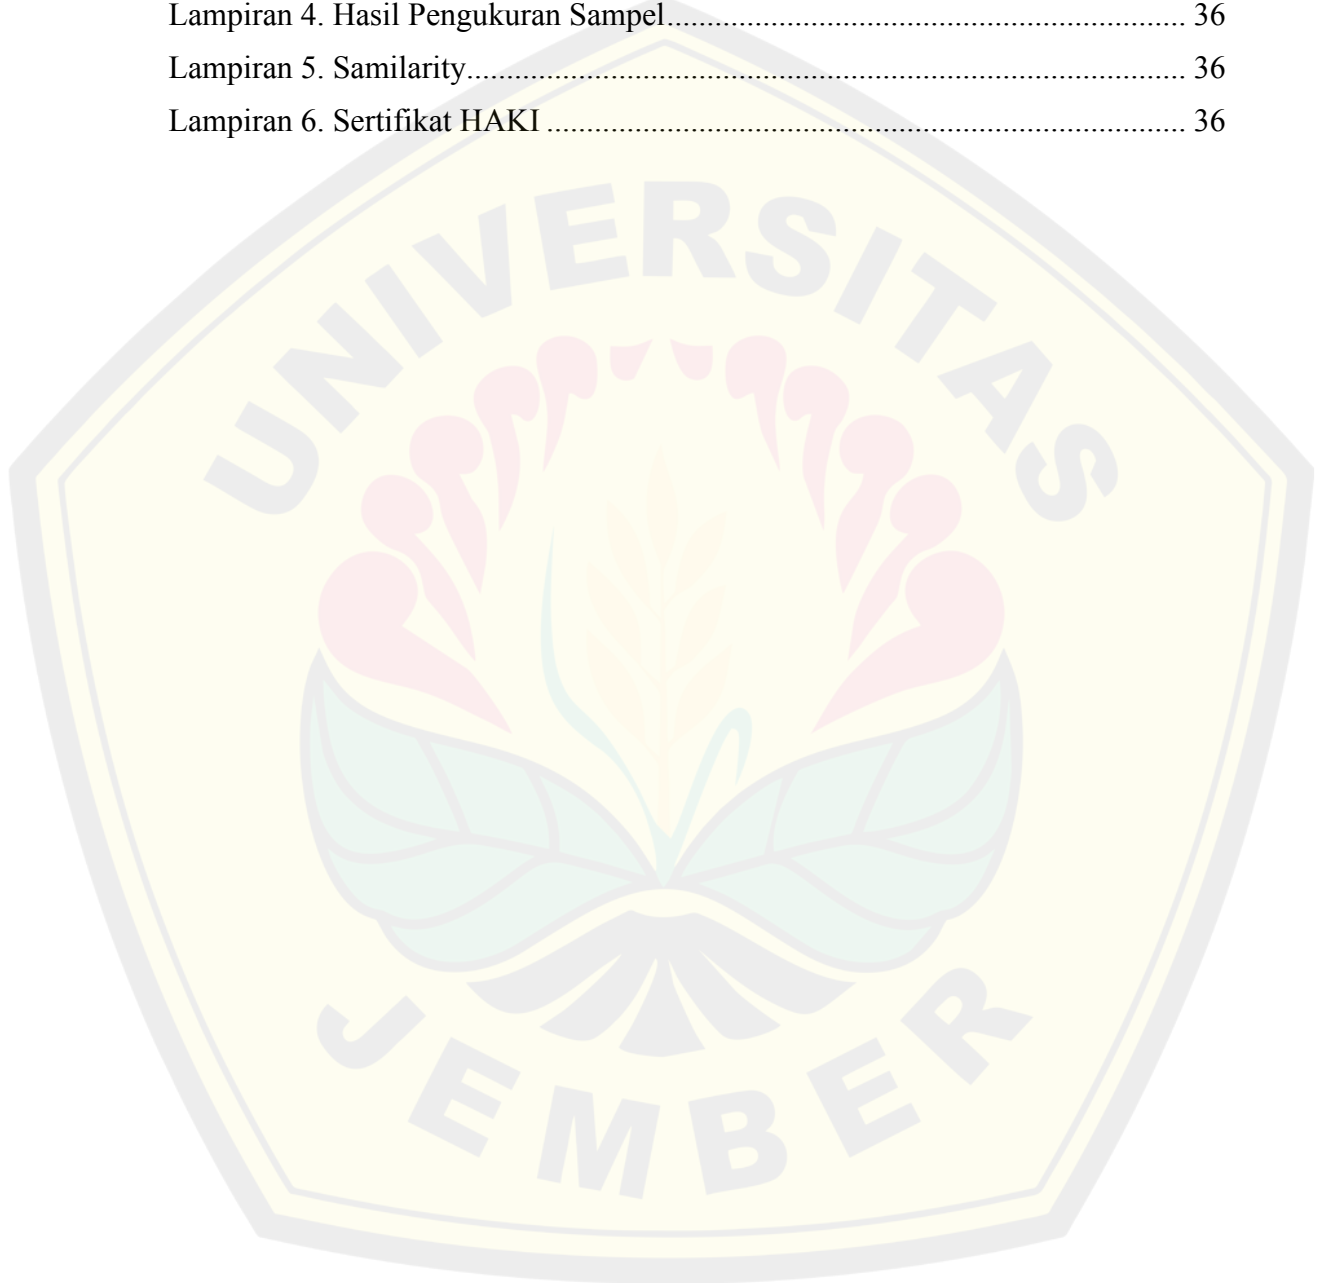 Lampiran 4. Hasil Pengukuran Sampel................................................................. 36
Lampiran 5. Samilarity.......................................................................................... 36
Lampiran 6. Sertifikat HAKI ................................................................................ 36
UNIVERSITAS
JEMBER